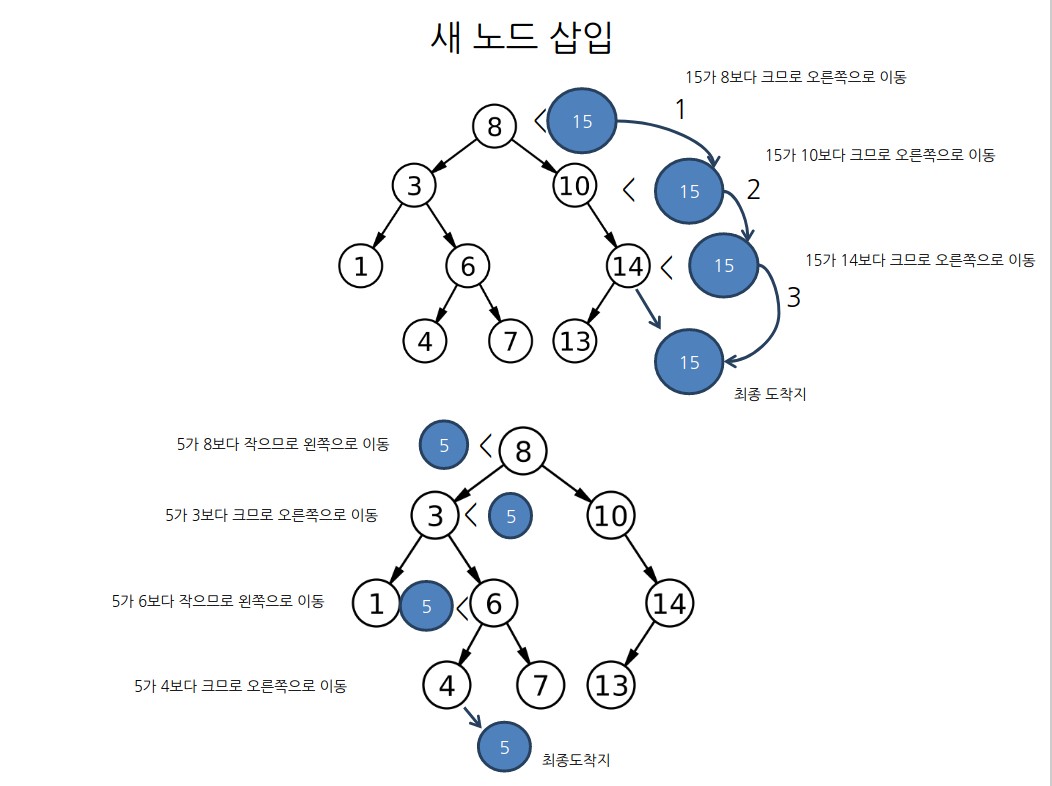 새 노드 삽입
15가 8보다 크므로 오른쪽으로 이동
8 < 15 1
15가 10보다 크므로 오른쪽으로 이동
3 10 < 15 2
15가 14보다 크므로 오른쪽으로 이동
1 6 14 < 15
3
4 7 13 15
최종 도착지
5가 8보다 작으므로 왼쪽으로 이동 5 < 8
5가 3보다 크므로 오른쪽으로 이동 3 < 5 10
5가 6보다 작으므로 왼쪽으로 이동 1 5 < 6 14
5가 4보다 크므로 오른쪽으로 이동 4 7 13
5 최종도착지